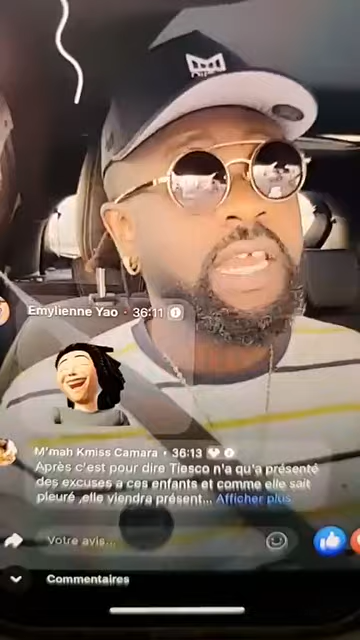 Emylienne Yao · 36:11
M'mah Kmiss Camara · 36:13
Après c'est pour dire Tiesco n'a qu'a présenté
des excuses a ces enfants et comme elle sait
pleuré ,elle viendra présent... Afficher plus
Votre avis...
Commentaires